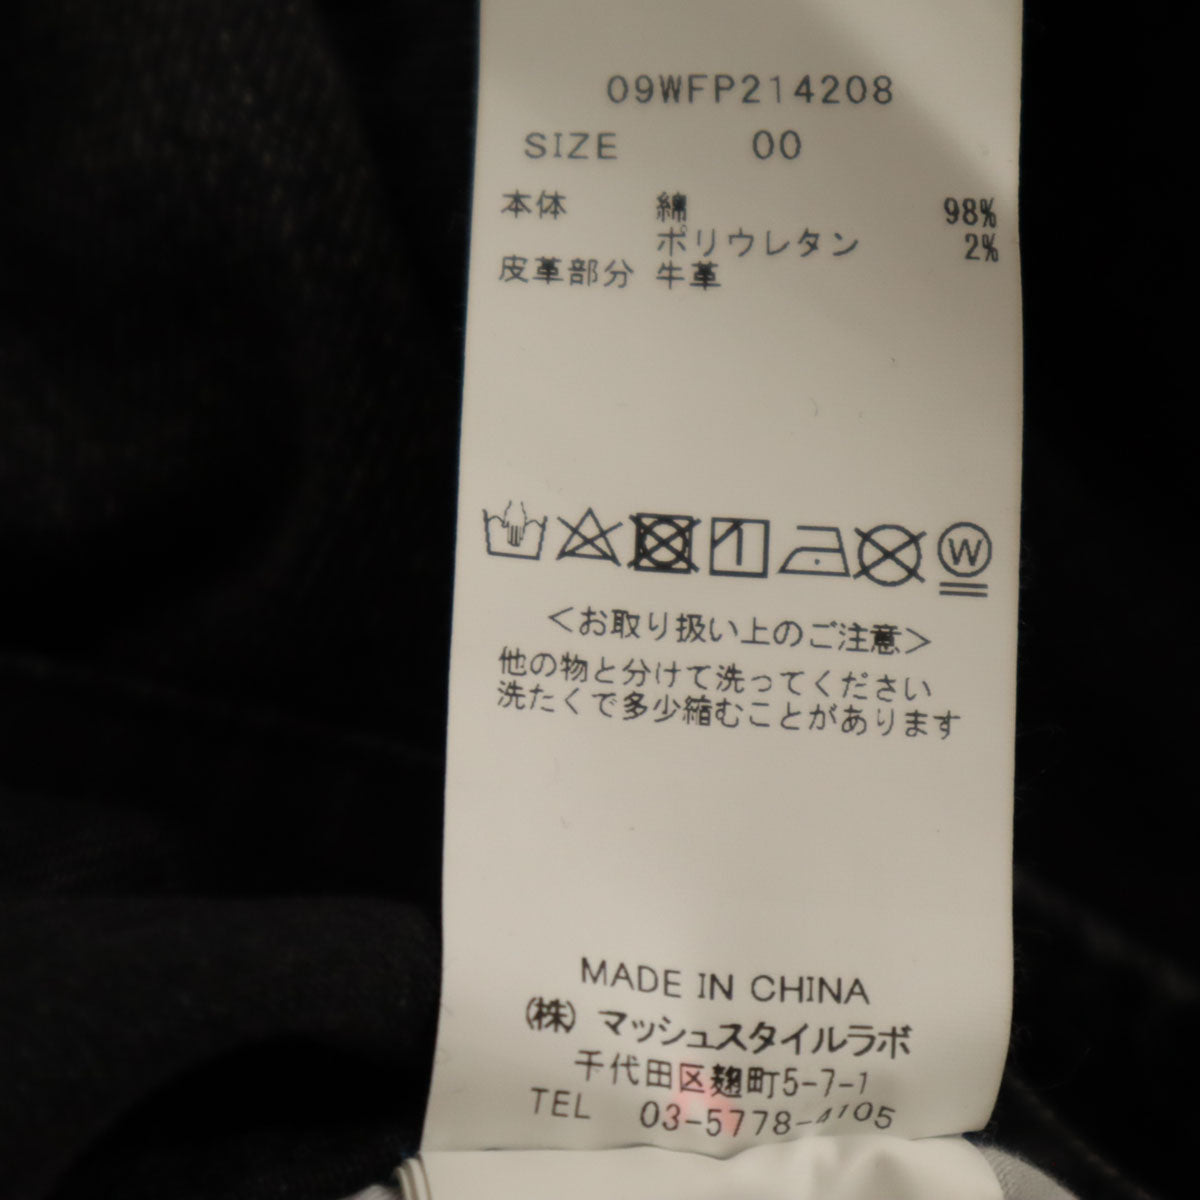 09WFP214208
SIZE 00
本体 綿 98%
ポリウレタン 2%
皮革部分 牛革
W
<お取り扱い上のご注意>
他の物と分けて洗ってください
洗たくで多少縮むことがあります
MADE IN CHINA
(株) マッシュスタイルラボ
千代田区麹町5-7-1
TEL 03-5778-4105